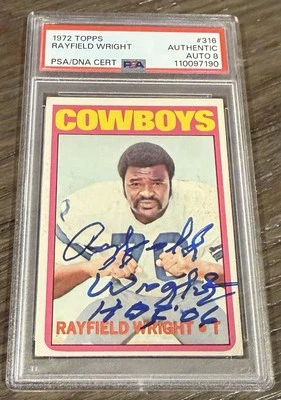 1972 TOPPS #316
RAYFIELD WRIGHT AUTHENTIC
AUTO 8
PSA/DNA CERT PSA 110097190
COWBOYS
Rayfield
Wright
HOF '06
RAYFIELD WRIGHT • T